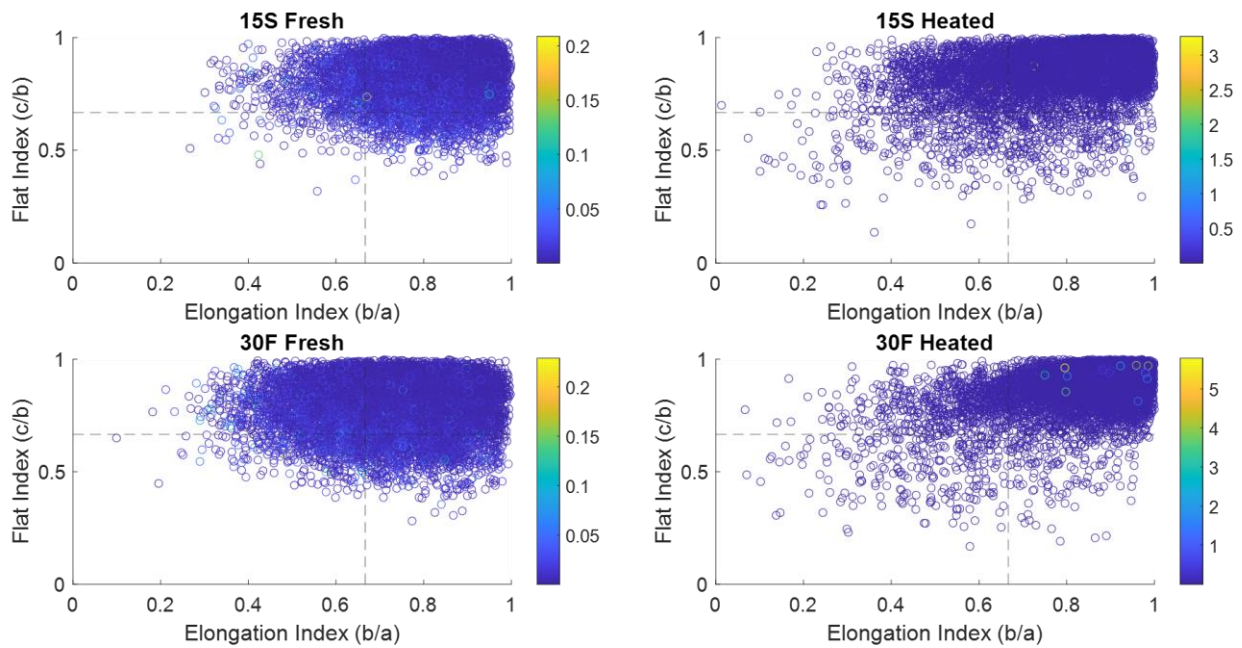 15S Fresh
1
0.5
0
Flat Index (c/b)
0 0.2 0.4 0.6 0.8 1
Elongation Index (b/a)
0.2
0.15
0.1
0.05
15S Heated
1
0.5
0
Flat Index (c/b)
0 0.2 0.4 0.6 0.8 1
Elongation Index (b/a)
3
2.5
2
1.5
1
0.5
30F Fresh
1
0.5
0
Flat Index (c/b)
0 0.2 0.4 0.6 0.8 1
Elongation Index (b/a)
0.2
0.15
0.1
0.05
30F Heated
1
0.5
0
Flat Index (c/b)
0 0.2 0.4 0.6 0.8 1
Elongation Index (b/a)
5
4
3
2
1